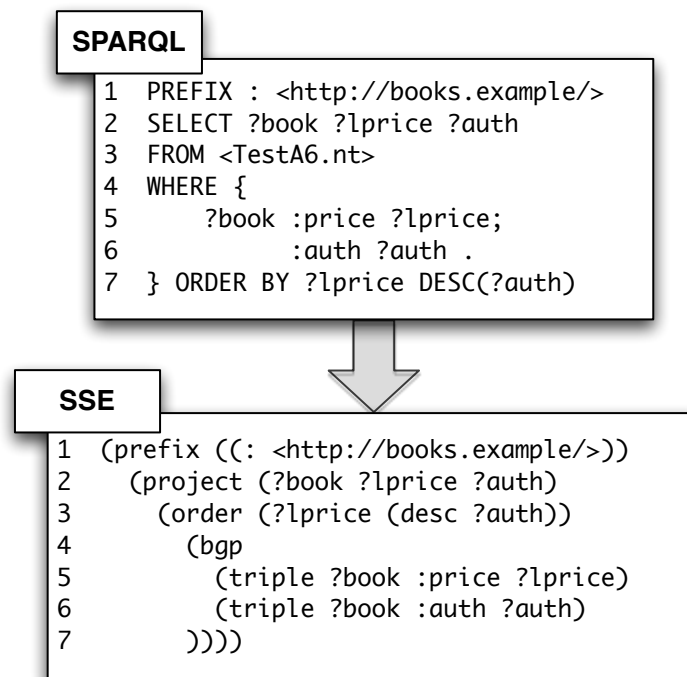 SPARQL
1 PREFIX : <http://books.example/>
2 SELECT ?book ?lprice ?auth
3 FROM <TestA6.nt>
4 WHERE {
5     ?book :price ?lprice;
6           :auth ?auth .
7 } ORDER BY ?lprice DESC(?auth)
SSE
1 (prefix ((: <http://books.example/>))
2   (project (?book ?lprice ?auth)
3     (order (?lprice (desc ?auth))
4       (bgp
5         (triple ?book :price ?lprice)
6         (triple ?book :auth ?auth)
7       ))))